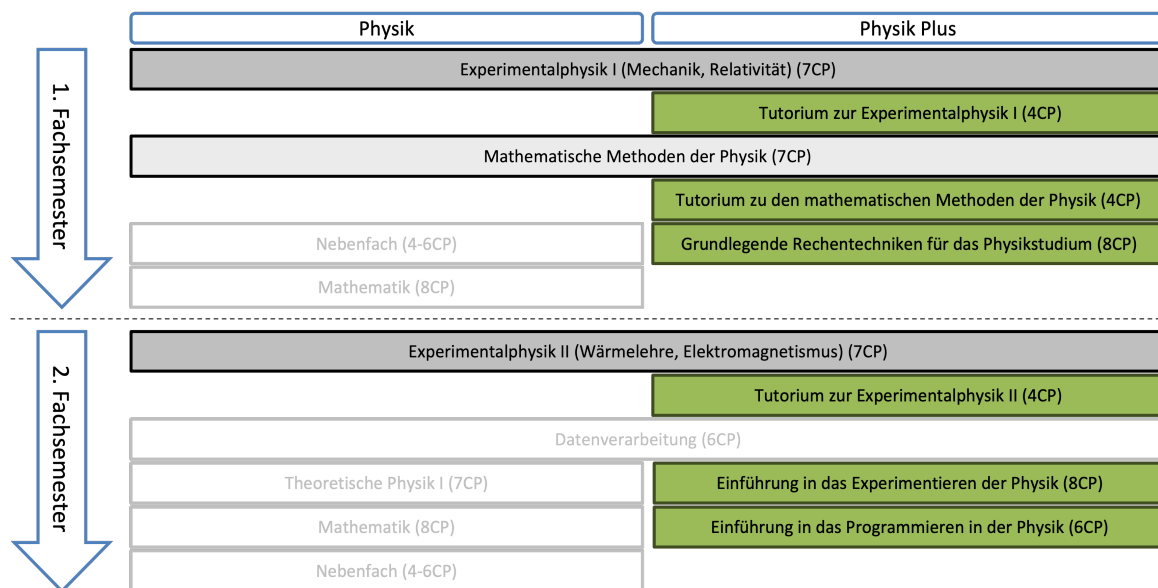 Physik
Physik Plus
1. Fachsemester
Experimentalphysik I (Mechanik, Relativität) (7CP)
Tutorium zur Experimentalphysik I (4CP)
Mathematische Methoden der Physik (7CP)
Tutorium zu den mathematischen Methoden der Physik (4CP)
Nebenfach (4-6CP)
Grundlegende Rechentechniken für das Physikstudium (8CP)
Mathematik (8CP)
2. Fachsemester
Experimentalphysik II (Wärmelehre, Elektromagnetismus) (7CP)
Tutorium zur Experimentalphysik II (4CP)
Datenverarbeitung (6CP)
Theoretische Physik I (7CP)
Einführung in das Experimentieren der Physik (8CP)
Mathematik (8CP)
Einführung in das Programmieren in der Physik (6CP)
Nebenfach (4-6CP)